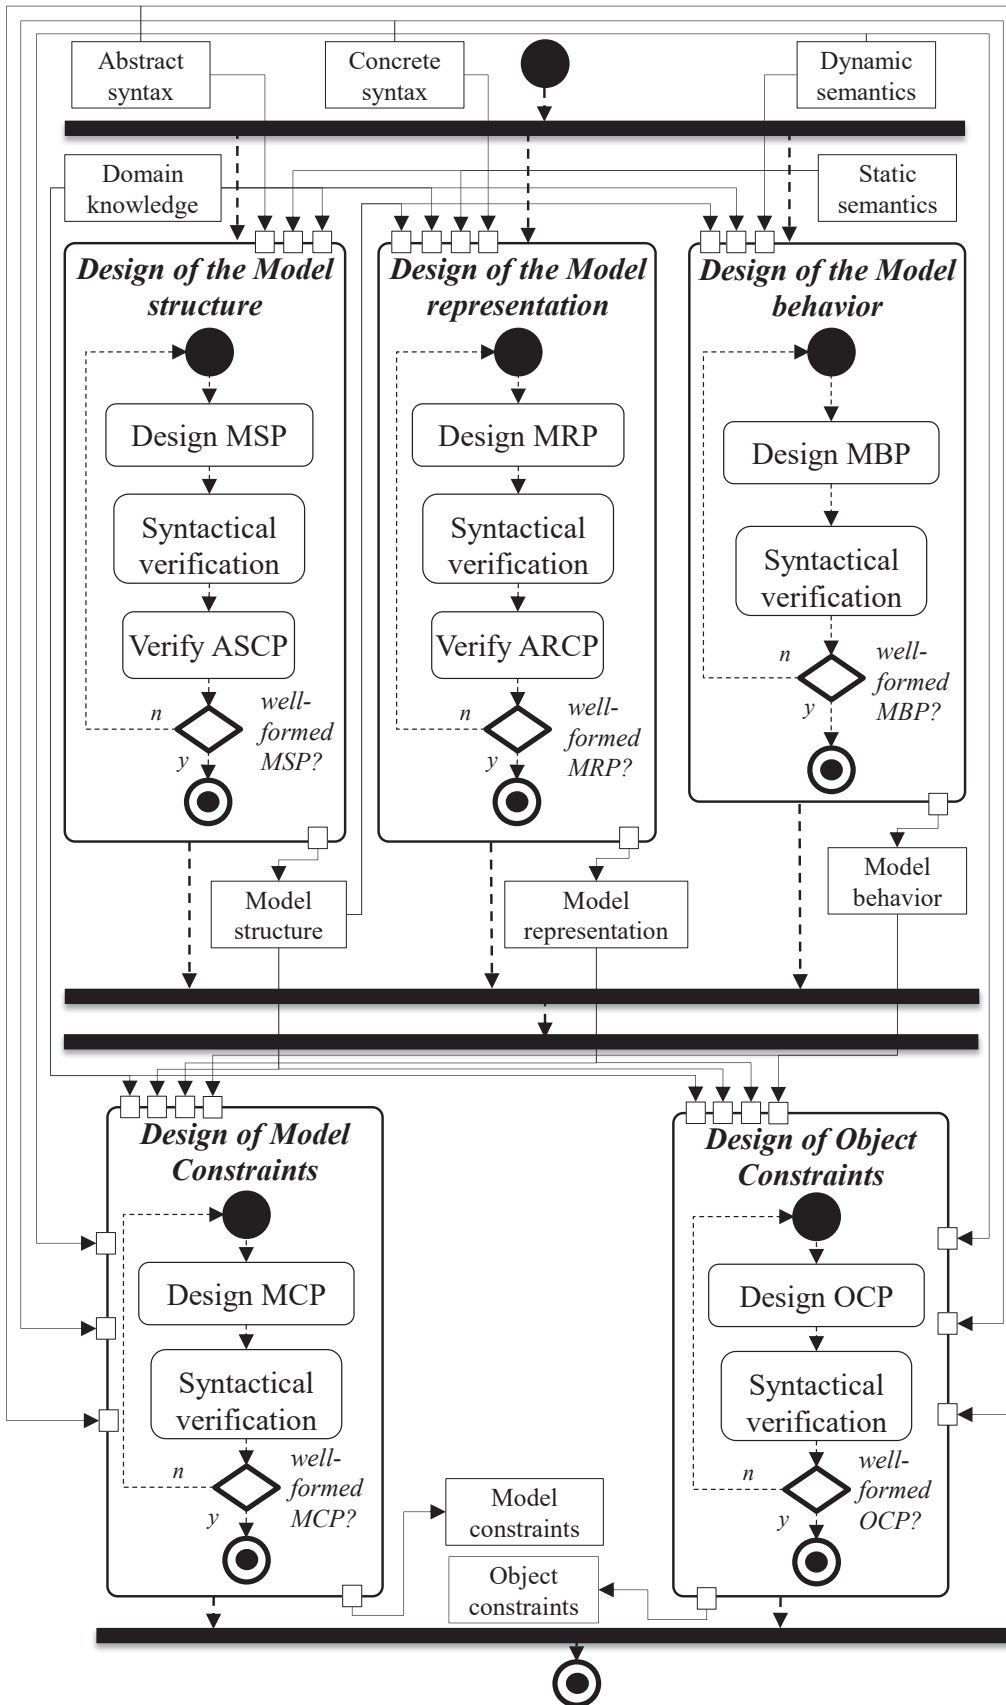 Abstract
syntax
Concrete
syntax
Dynamic
semantics
Domain
knowledge
Static
semantics
Design of the Model
structure
Design MSP
Syntactical
verification
Verify ASCP
n
well-
formed
MSP?
y
Design of the Model
representation
Design MRP
Syntactical
verification
Verify ARCP
n
well-
formed
MRP?
y
Design of the Model
behavior
Design MBP
Syntactical
verification
n
well-
formed
MBP?
y
Model
structure
Model
representation
Model
behavior
Design of Model
Constraints
Design MCP
Syntactical
verification
n
well-
formed
MCP?
y
Design of Object
Constraints
Design OCP
Syntactical
verification
n
well-
formed
OCP?
y
Model
constraints
Object
constraints